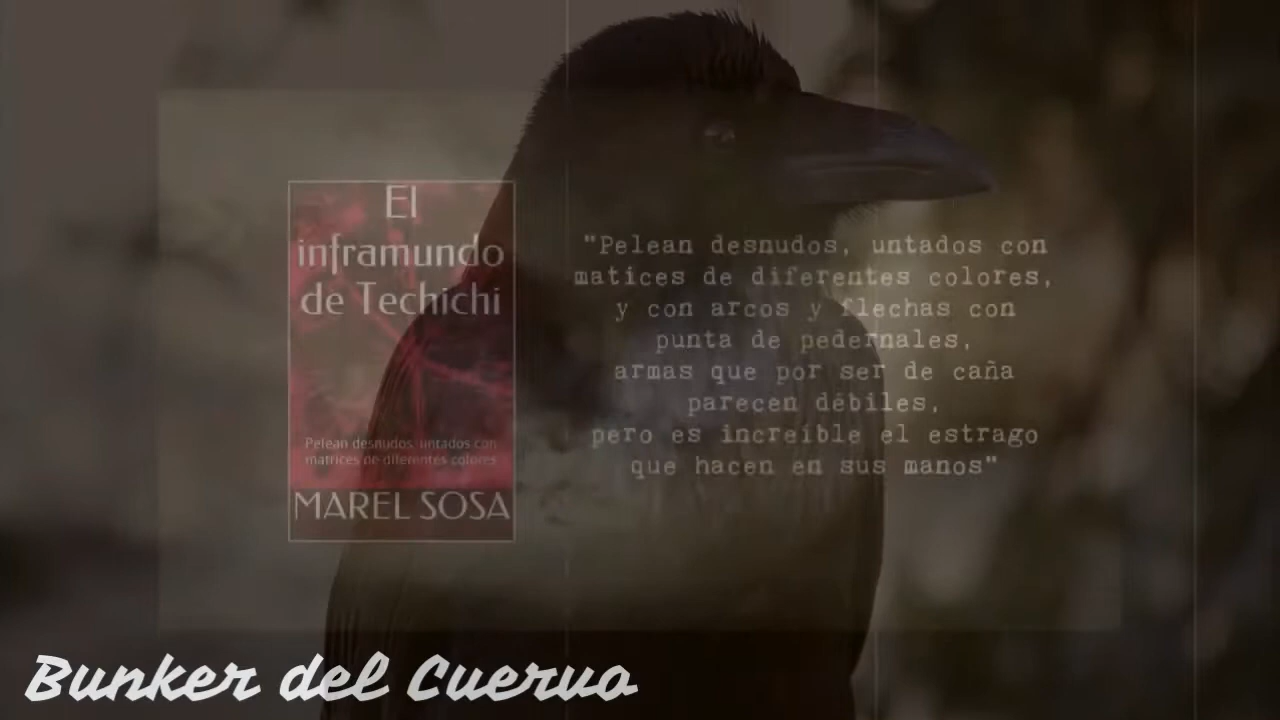 El
inframundo
de Techichi
Pelean desnudos, untados con
matrices de diferentes colores
MAREL SOSA
"Pelean desnudos, untados con
matices de diferentes colores,
y con arcos y flechas con
punta de pedernales,
armas que por ser de caña
parecen débiles,
pero es increíble el estrago
que hacen en sus manos"
Bunker del Cuervo